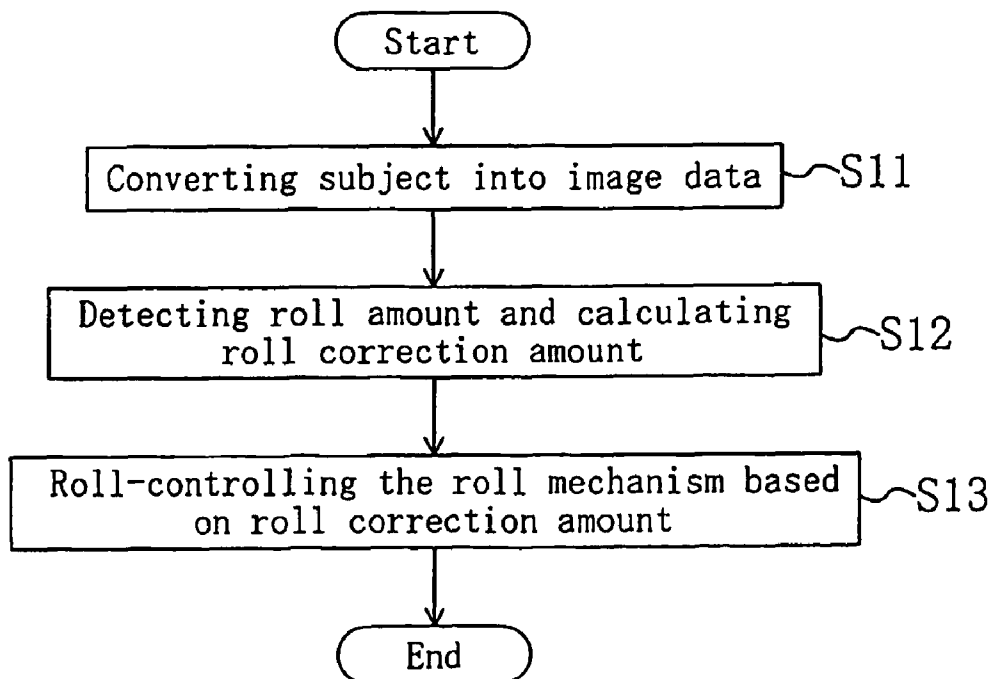 Start
Converting subject into image data
S11
Detecting roll amount and calculating
roll correction amount
S12
Roll-controlling the roll mechanism based
on roll correction amount
S13
End